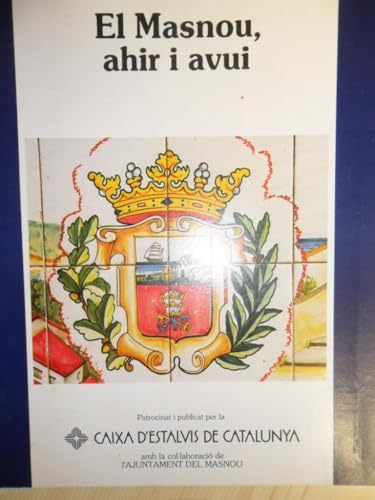 El Masnou,
ahir i avui
Patrocinat i publicat per la
CAIXA D'ESTALVIS DE CATALUNYA
amb la col·laboració de
l'AJUNTAMENT DEL MASNOU